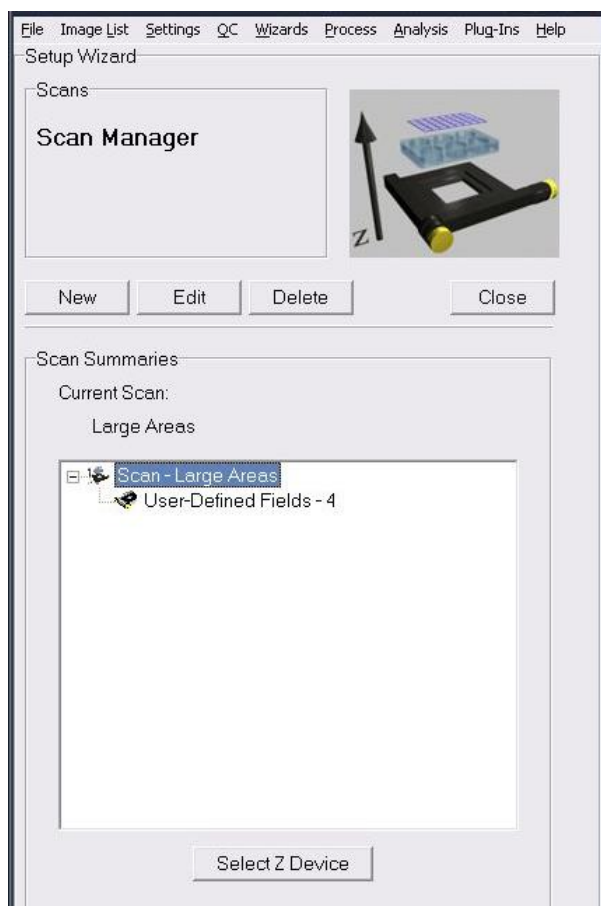 File Image List Settings QC Wizards Process Analysis Plug-Ins Help
Setup Wizard
Scans
Scan Manager
Z
New Edit Delete Close
Scan Summaries
Current Scan:
Large Areas
Scan - Large Areas
User-Defined Fields - 4
Select Z Device